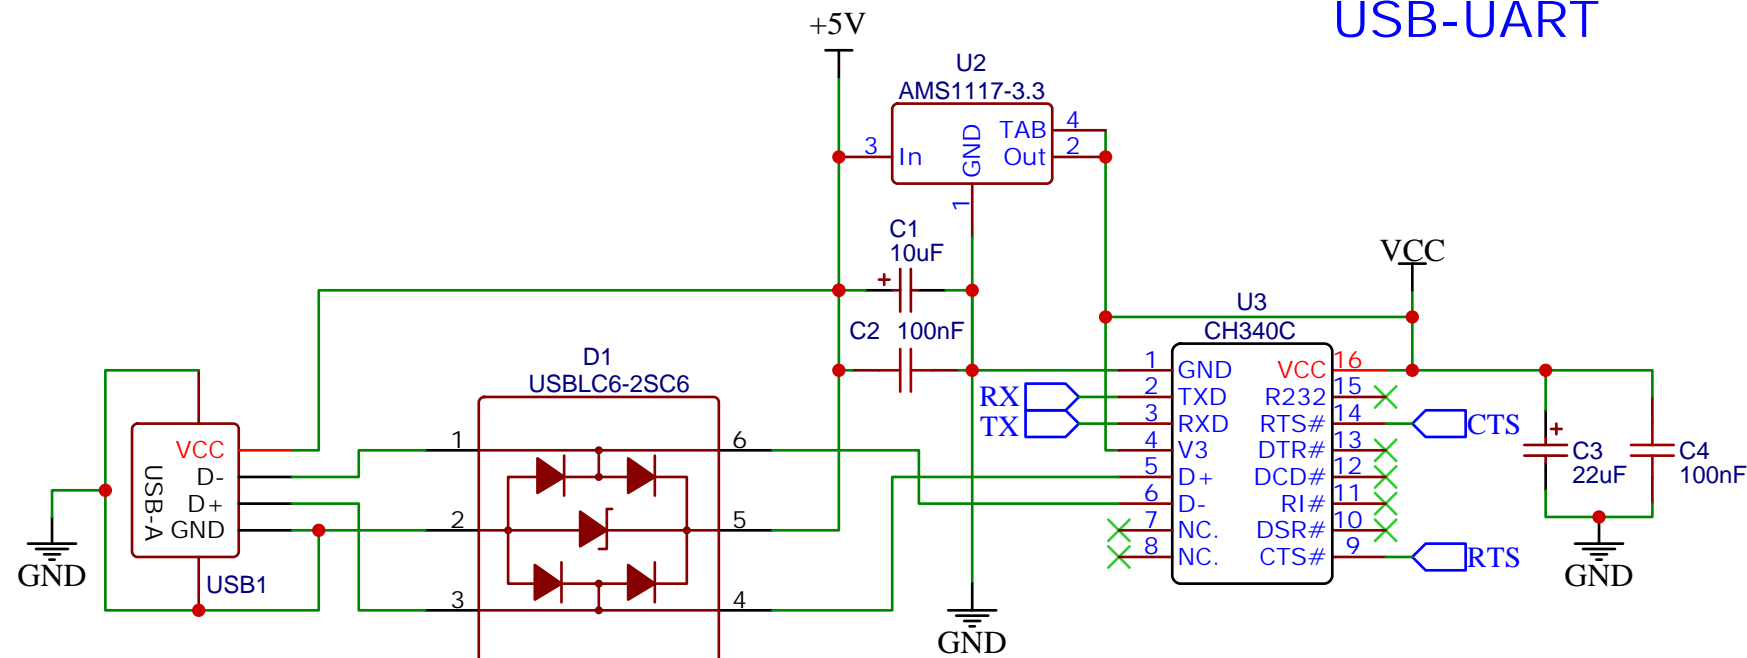 USB-UART
+5V
U2
AMS1117-3.3
3
In
GND
TAB
4
Out
2
1
C1
10uF
+
C2
100nF
VCC
U3
CH340C
1
GND
VCC
16
RX
2
TXD
R232
15
TX
3
RXD
RTS#
14
CTS
4
V3
DTR#
13
5
D+
DCD#
12
6
D-
RI#
11
7
NC.
DSR#
10
8
NC.
CTS#
9
RTS
+
C3
22uF
C4
100nF
GND
GND
D1
USBLC6-2SC6
1
6
2
5
3
4
USB-A
VCC
D-
D+
GND
USB1
GND